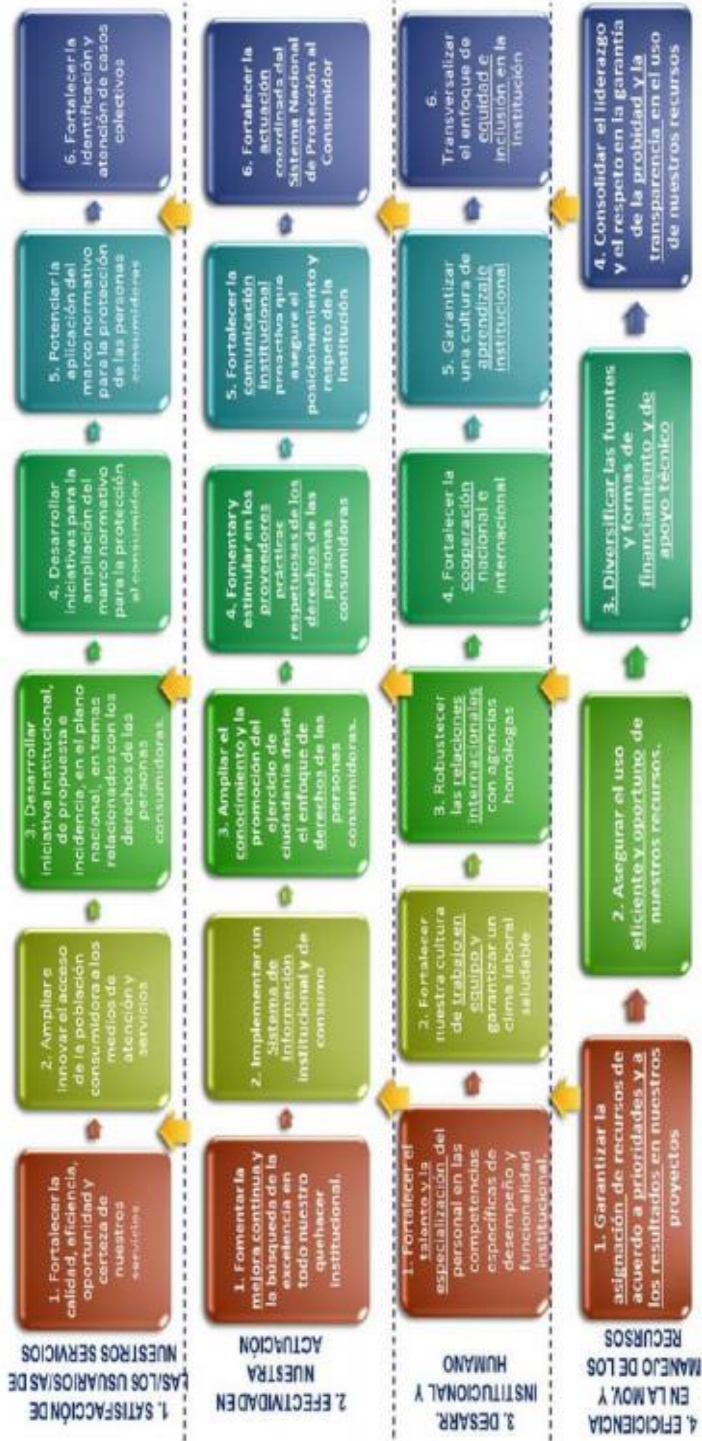 1. SATISFACCIÓN DE
LAS/LOS USUARIOS/AS DE
NUESTROS SERVICIOS
1. Fortalecer la
calidad, eficiencia,
oportunidad y
certeza de
nuestros
servicios.
2. Ampliar e
innovar el acceso
de la población
consumidora a los
medios de
atención y
servicios
3. Desarrollar
iniciativa institucional,
de propuesta e
incidencia, en el plano
nacional, en temas
relacionados con los
derechos de las
personas
consumidoras.
4. Desarrollar
iniciativas para la
ampliación del
marco normativo
para la protección
al consumidor
5. Potenciar la
aplicación del
marco normativo
para la protección
de las personas
consumidoras
6. Fortalecer la
identificación y
atención de casos
colectivos
2. EFECTIVIDAD EN
NUESTRA
ACTUACIÓN
1. Fomentar la
mejora continua y
la búsqueda de la
excelencia en
todo nuestro
quehacer
institucional.
2. Implementar un
Sistema de
Información
institucional y de
consumo
3. Ampliar el
conocimiento y la
promoción del
ejercicio de
ciudadanía desde
el enfoque de
derechos de las
personas
consumidoras.
4. Fomentar y
estimular en los
proveedores
prácticas
respetuosas de los
derechos de las
personas
consumidoras
5. Fortalecer la
comunicación
institucional
proactiva que
asegure el
posicionamiento y
respeto de la
Institución
6. Fortalecer la
actuación
coordinada del
Sistema Nacional
de Protección al
Consumidor
3. DESARR.
INSTITUCIONAL Y
HUMANO
1. Fortalecer el
talento y la
especialización del
personal en las
competencias
específicas de
desempeño y
funcionalidad
institucional.
2. Fortalecer
nuestra cultura
de trabajo en
equipo y
garantizar un
clima laboral
saludable
3. Robustecer
las relaciones
internacionales
con agencias
homólogas
4. Fortalecer la
cooperación
nacional e
internacional
5. Garantizar
una cultura de
aprendizaje
institucional
6.
Transversalizar
el enfoque de
equidad e
inclusión en la
Institución
4. EFICIENCIA
EN LA MOV. Y
MANEJO DE LOS
RECURSOS
1. Garantizar la
asignación de recursos de
acuerdo a prioridades y a
los resultados en nuestros
proyectos
2. Asegurar el uso
eficiente y oportuno de
nuestros recursos.
3. Diversificar las fuentes
y formas de
financiamiento y de
apoyo técnico
4. Consolidar el liderazgo
y el respeto en la garantía
de la probidad y la
transparencia en el uso
de nuestros recursos